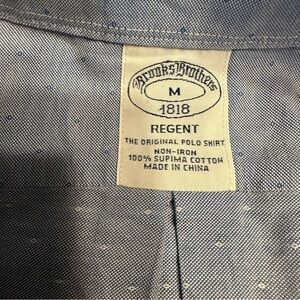 Brooks Brothers
M
1818
REGENT
THE ORIGINAL POLO SHIRT
NON-IRON
100% SUPIMA COTTON
MADE IN CHINA